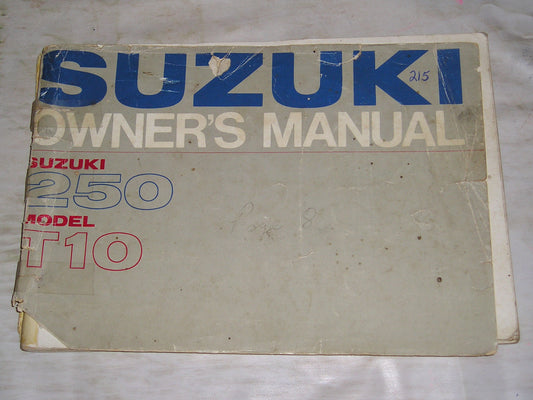 SUZUKI
215
OWNER'S MANUAL
SUZUKI
250
MODEL
T10